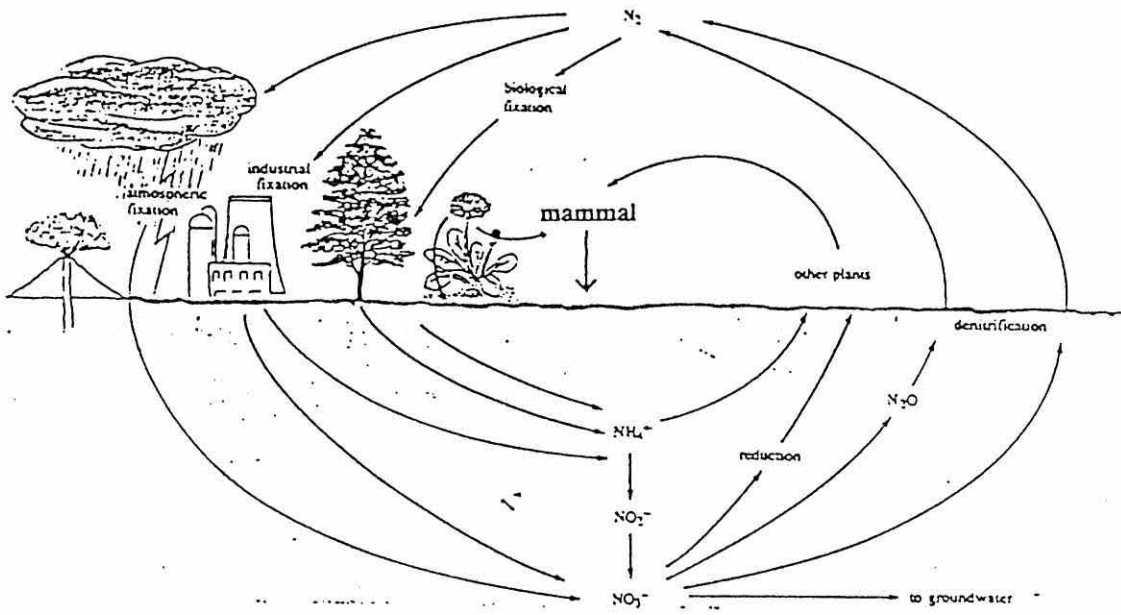 N₂
biological
fixation
industrial
fixation
atmospheric
fixation
mammal
other plants
denitrification
N₂O
NH₄⁺
reduction
NO₂⁻
NO₃⁻
to groundwater